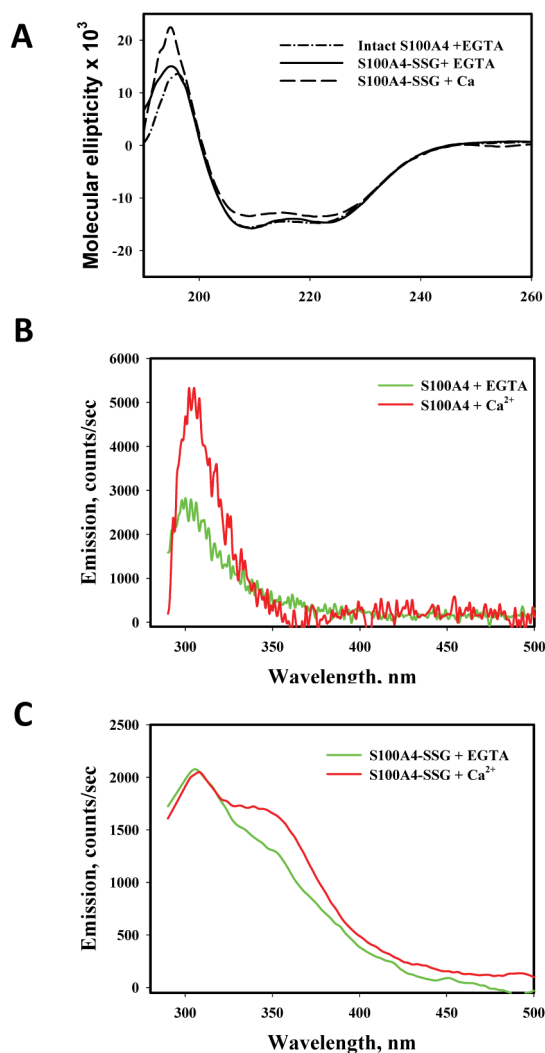 A
Molecular ellipticity x 10³
20
10
0
-10
-20
Intact S100A4 +EGTA
S100A4-SSG+ EGTA
S100A4-SSG + Ca
200
220
240
260
B
Emission, counts/sec
6000
5000
4000
3000
2000
1000
0
S100A4 + EGTA
S100A4 + Ca²⁺
300
350
400
450
500
Wavelength, nm
C
Emission, counts/sec
2500
2000
1500
1000
500
0
S100A4-SSG + EGTA
S100A4-SSG + Ca²⁺
300
350
400
450
500
Wavelength, nm